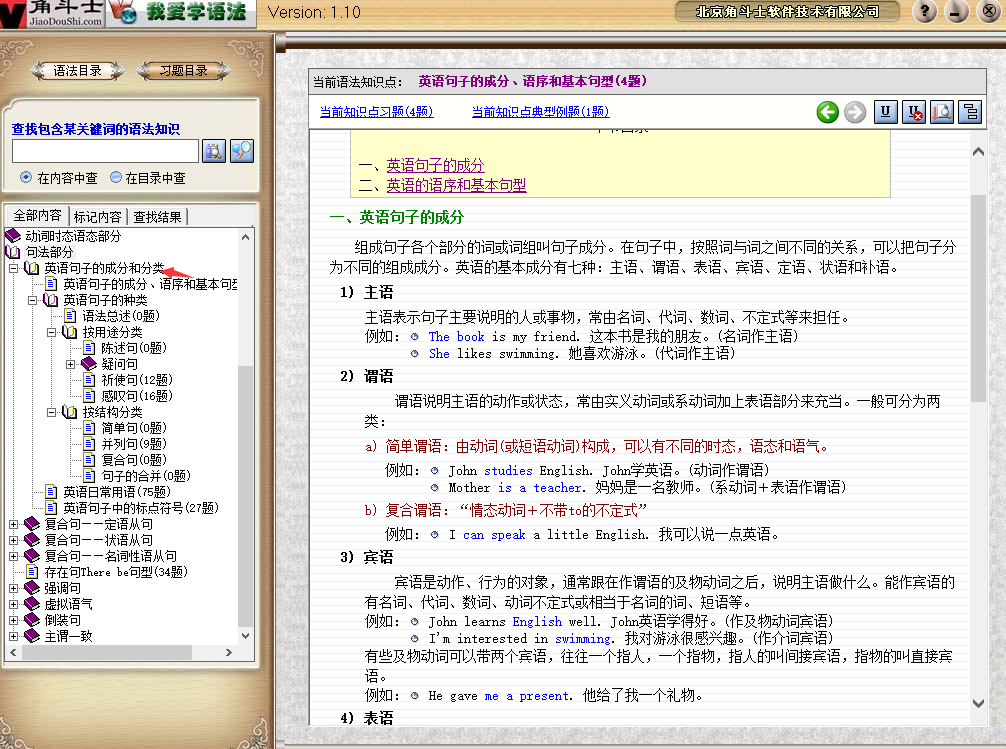 角斗士
JiaoDouShi.com
我爱学语法
Version: 1.10
北京角斗士软件技术有限公司
语法目录
习题目录
查找包含某关键词的语法知识
在内容中查
在目录中查
全部内容
标记内容
查找结果
动词时态语态部分
句法部分
英语句子的成分和分类
英语句子的成分、语序和基本句型
英语句子的种类
语法总述(0题)
按用途分类
陈述句(0题)
疑问句
祈使句(12题)
感叹句(16题)
按结构分类
简单句(0题)
并列句(9题)
复合句(0题)
句子的合并(0题)
英语日常用语(75题)
英语句子中的标点符号(27题)
复合句－－定语从句
复合句－－状语从句
复合句－－名词性语从句
存在句There be句型(34题)
强调句
虚拟语气
倒装句
主谓一致
当前语法知识点：
英语句子的成分、语序和基本句型(4题)
当前知识点习题(4题)
当前知识点典型例题(1题)
一、英语句子的成分
二、英语的语序和基本句型
一、英语句子的成分
组成句子各个部分的词或词组叫句子成分。在句子中，按照词与词之间不同的关系，可以把句子分
为不同的组成成分。英语的基本成分有七种：主语、谓语、表语、宾语、定语、状语和补语。
1) 主语
主语表示句子主要说明的人或事物，常由名词、代词、数词、不定式等来担任。
例如： The book is my friend. 这本书是我的朋友。(名词作主语)
She likes swimming. 她喜欢游泳。(代词作主语)
2) 谓语
谓语说明主语的动作或状态，常由实义动词或系动词加上表语部分来充当。一般可分为两
类：
a) 简单谓语：由动词(或短语动词)构成，可以有不同的时态，语态和语气。
例如： John studies English. John学英语。(动词作谓语)
Mother is a teacher. 妈妈是一名教师。(系动词＋表语作谓语)
b) 复合谓语：“情态动词＋不带to的不定式”
例如： I can speak a little English. 我可以说一点英语。
3) 宾语
宾语是动作、行为的对象，通常跟在作谓语的及物动词之后，说明主语做什么。能作宾语的
有名词、代词、数词、动词不定式或相当于名词的词、短语等。
例如： John learns English well. John英语学得好。(作及物动词宾语)
I'm interested in swimming. 我对游泳很感兴趣。(作介词宾语)
有些及物动词可以带两个宾语，往往一个指人，一个指物，指人的叫间接宾语，指物的叫直接宾
语。
例如： He gave me a present. 他给了我一个礼物。
4) 表语